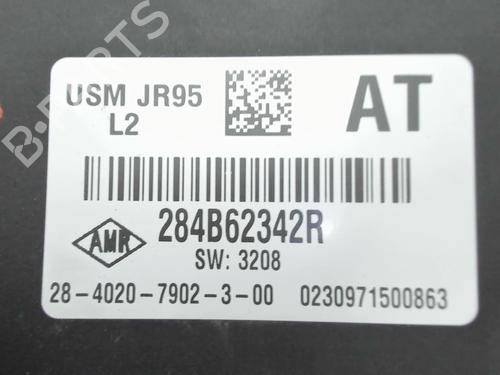 B-PARTS
USM JR95
L2
AT
284B62342R
AMR
SW: 3208
28-4020-7902-3-00 0230971500863